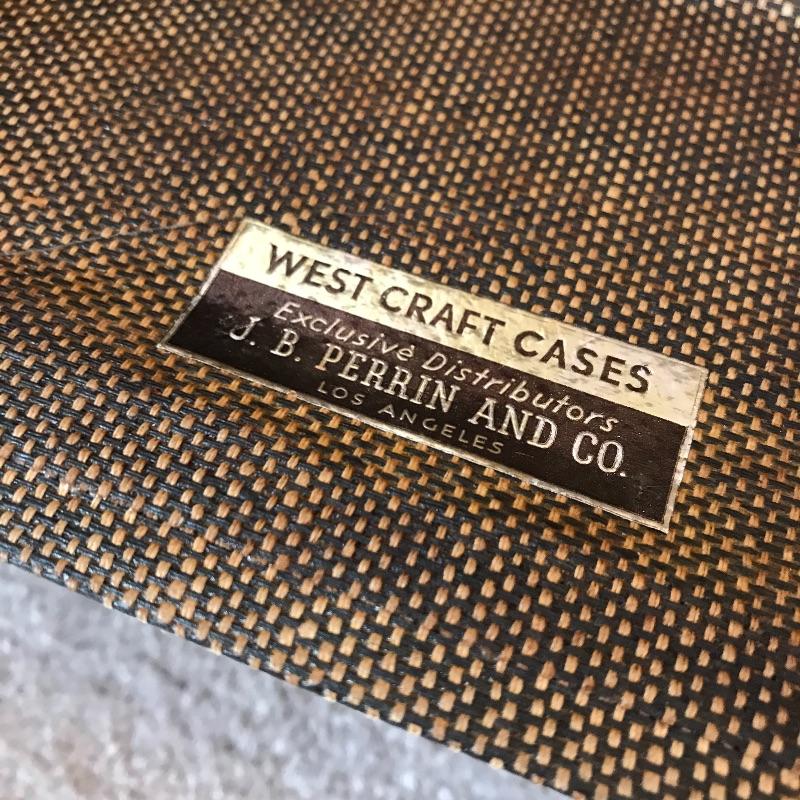 WEST CRAFT CASES
Exclusive Distributors
J. B. PERRIN AND CO.
LOS ANGELES